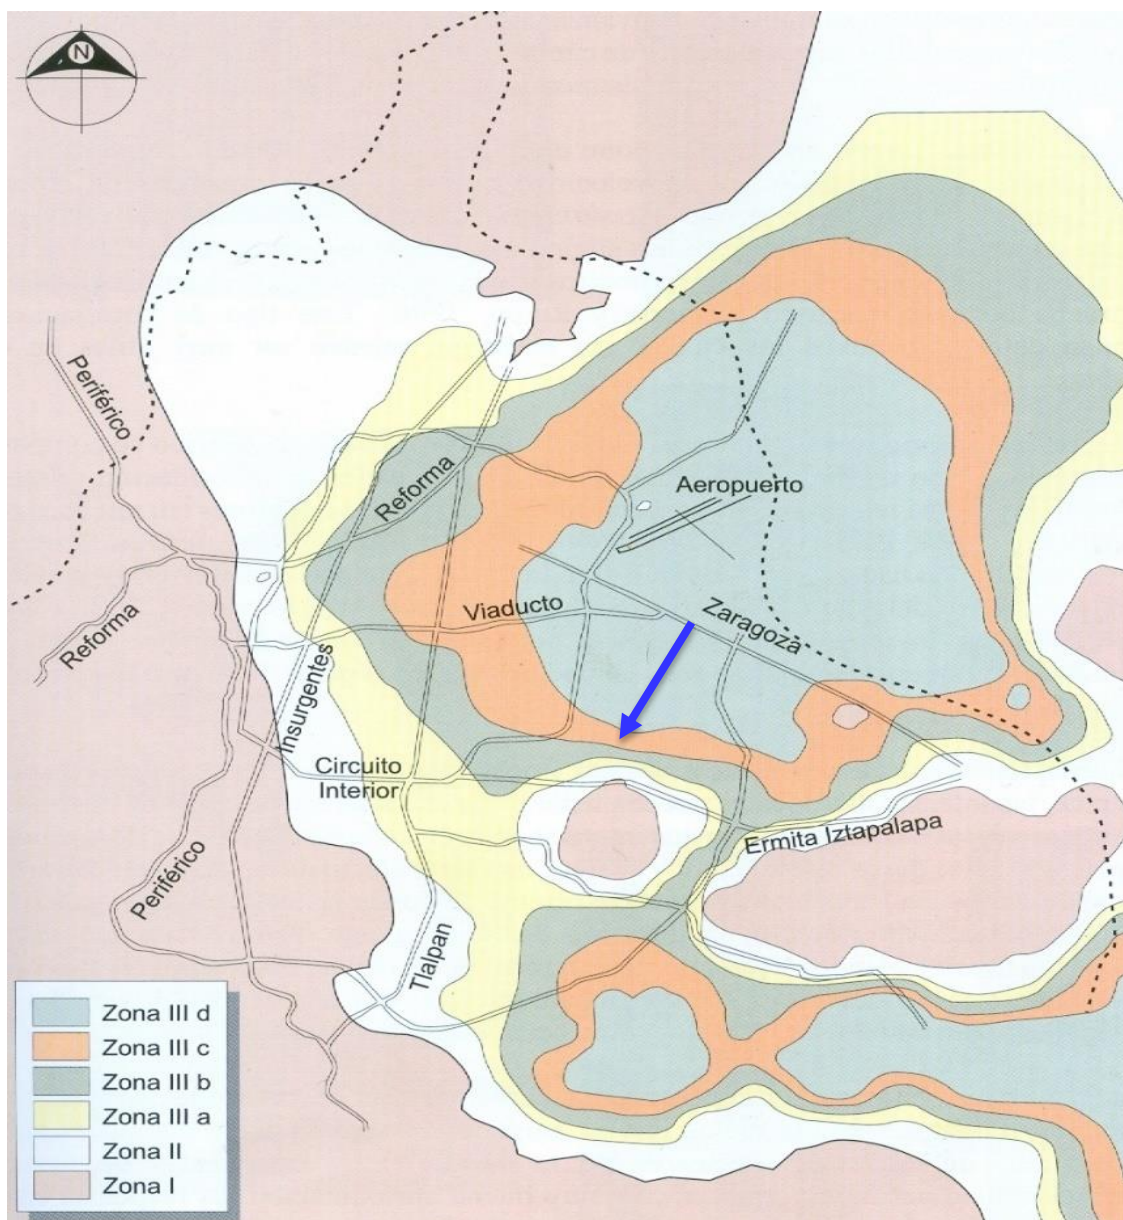 N
Periférico
Reforma
Aeropuerto
Viaducto
Zaragoza
Reforma
Insurgentes
Circuito
Interior
Ermita Iztapalapa
Periférico
Tlalpan
Zona III d
Zona III c
Zona III b
Zona III a
Zona II
Zona I